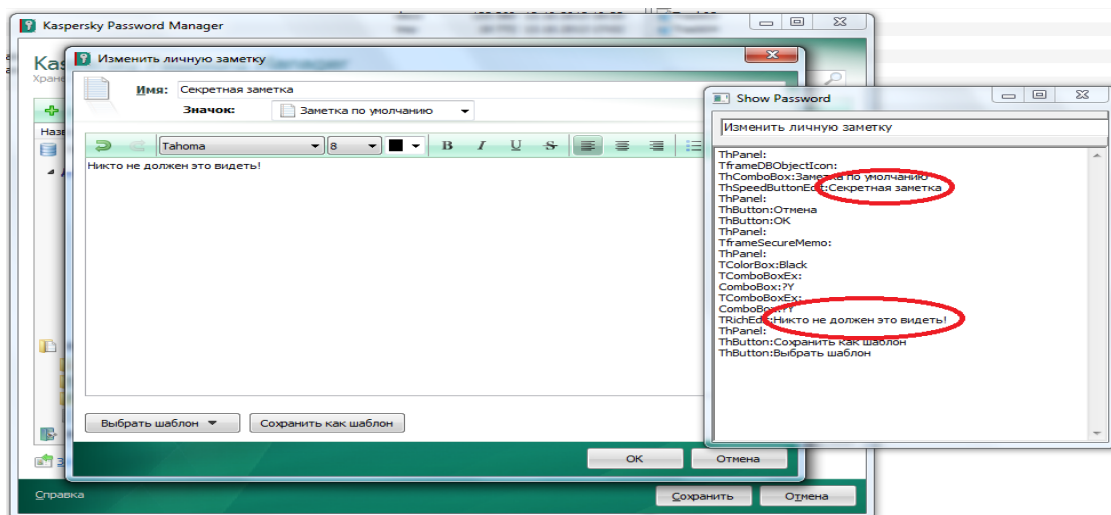 Kaspersky Password Manager
Изменить личную заметку
Имя: Секретная заметка
Значок: Заметка по умолчанию
Tahoma 8 B I U S
Никто не должен это видеть!
Выбрать шаблон Сохранить как шаблон
OK Отмена
Справка Сохранить Отмена
Show Password
Изменить личную заметку
ThPanel:
TframeDBObjectIcon:
ThComboBox:Заметка по умолчанию
ThSpeedButtonEdit:Секретная заметка
ThPanel:
ThButton:Отмена
ThButton:OK
ThPanel:
TframeSecureMemo:
ThPanel:
TColorBox:Black
TComboBoxEx:
ComboBox:?Y
TComboBoxEx:
ComboBox:?Y
TRichEdit:Никто не должен это видеть!
ThPanel:
ThButton:Сохранить как шаблон
ThButton:Выбрать шаблон